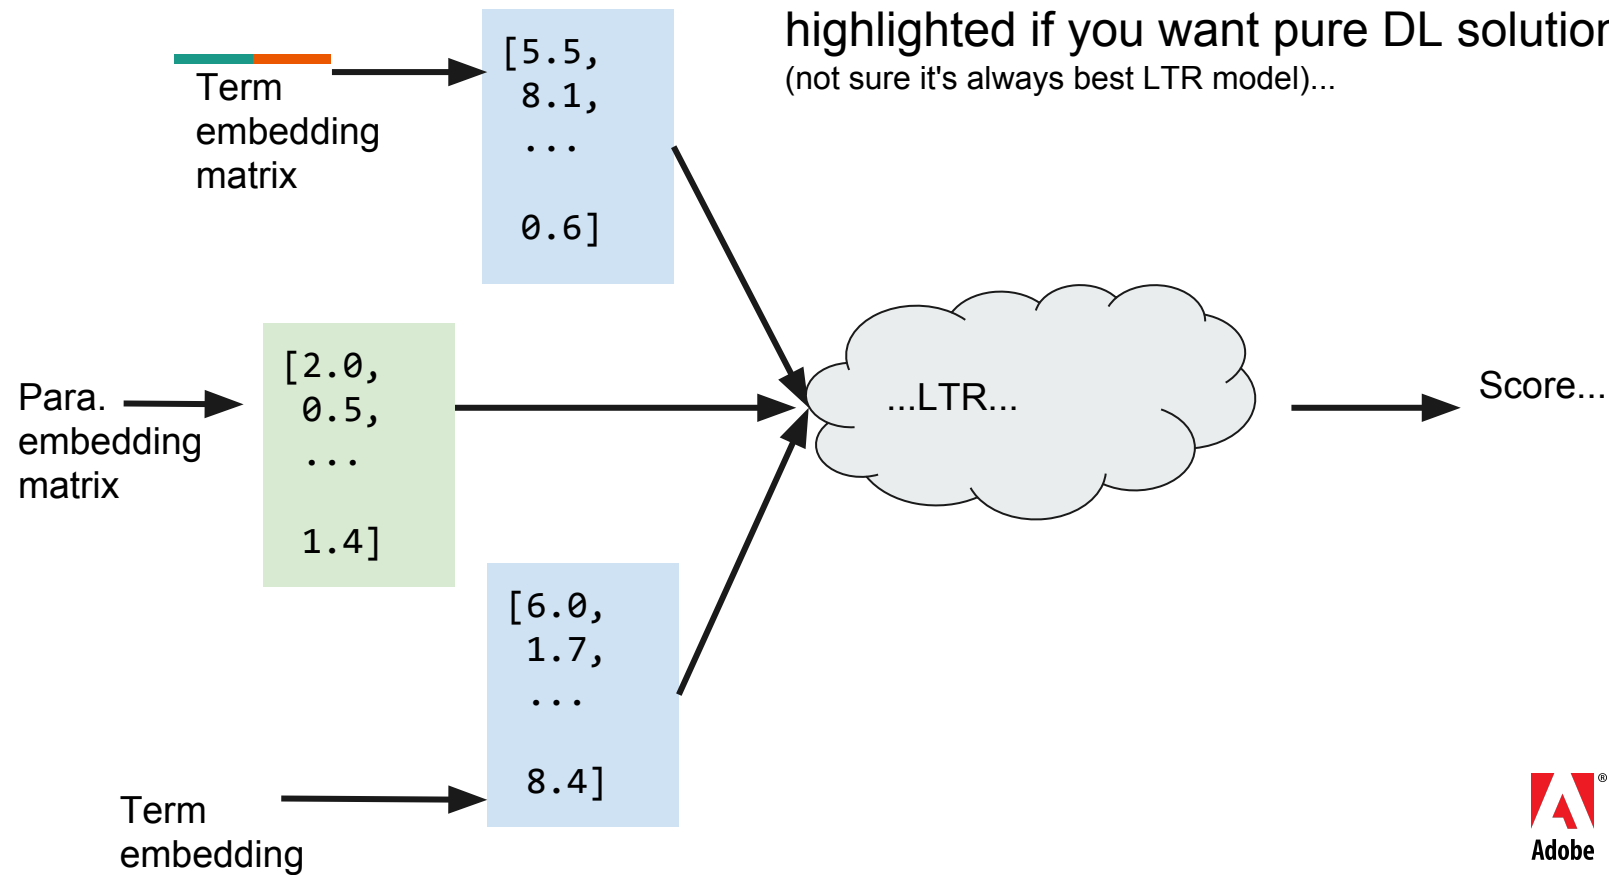 highlighted if you want pure DL solution
(not sure it's always best LTR model)...
Term
embedding
matrix
[5.5,
8.1,
...
0.6]
Para.
embedding
matrix
[2.0,
0.5,
...
1.4]
...LTR...
Score...
[6.0,
1.7,
...
8.4]
Term
embedding
®
Adobe